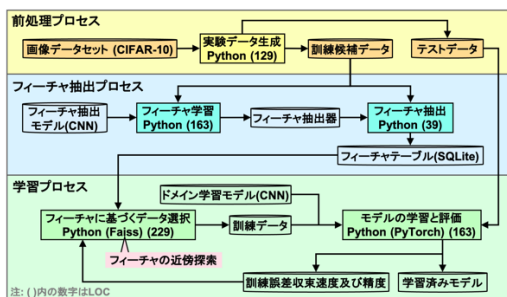 前処理プロセス
画像データセット (CIFAR-10)
実験データ生成
Python (129)
訓練候補データ
テストデータ
フィーチャ抽出プロセス
フィーチャ抽出
モデル(CNN)
フィーチャ学習
Python (163)
フィーチャ抽出器
フィーチャ抽出
Python (39)
フィーチャテーブル(SQLite)
学習プロセス
ドメイン学習モデル(CNN)
フィーチャに基づくデータ選択
Python (Faiss) (229)
訓練データ
モデルの学習と評価
Python (PyTorch) (163)
フィーチャの近傍探索
訓練誤差収束速度及び精度
学習済みモデル
注: ( )内の数字はLOC